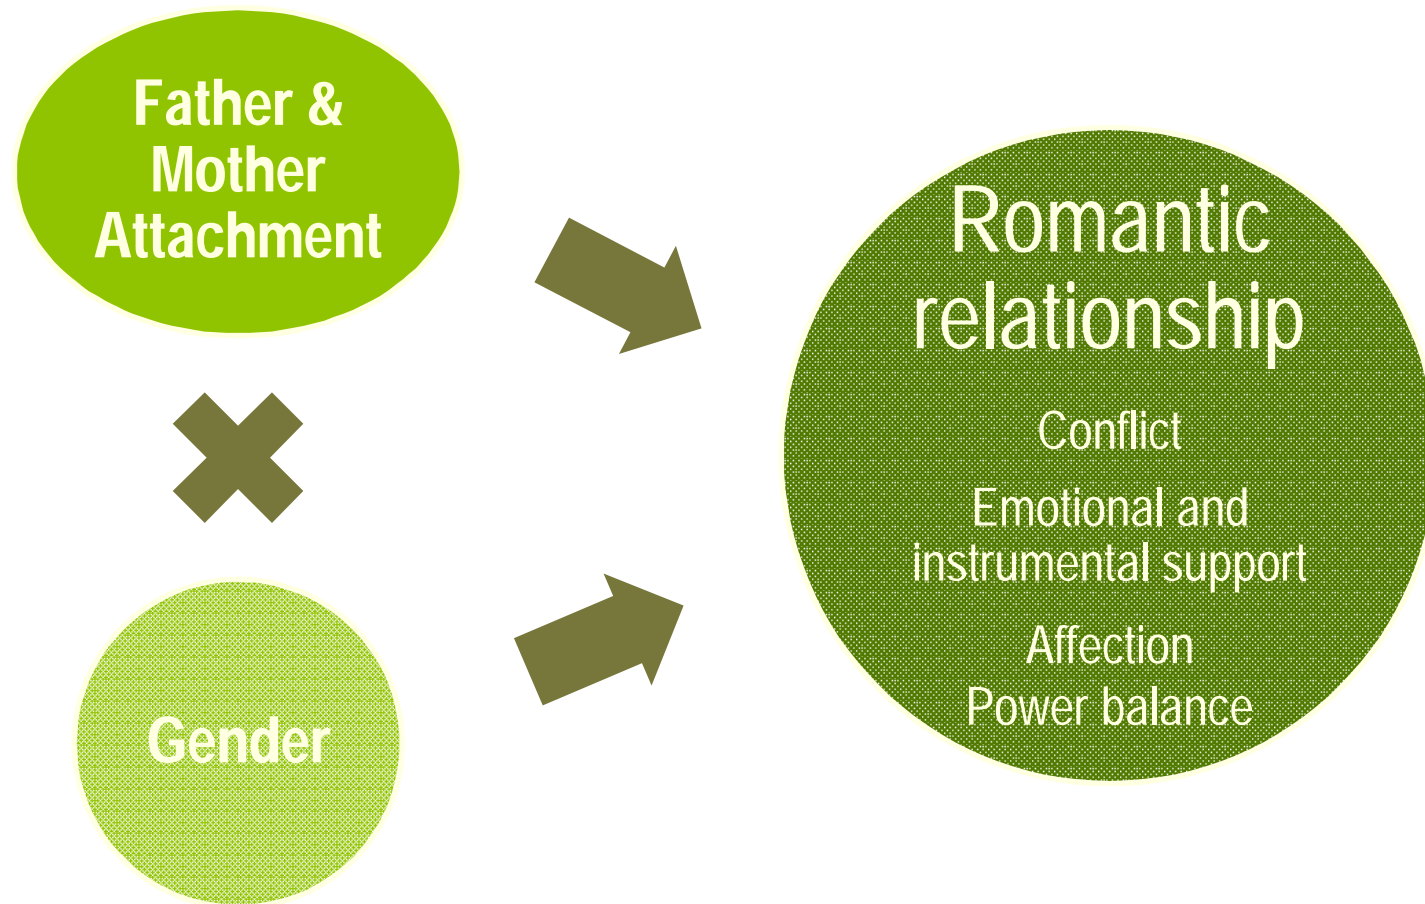 Father &
Mother
Attachment
Gender
Romantic
relationship
Conflict
Emotional and
instrumental support
Affection
Power balance